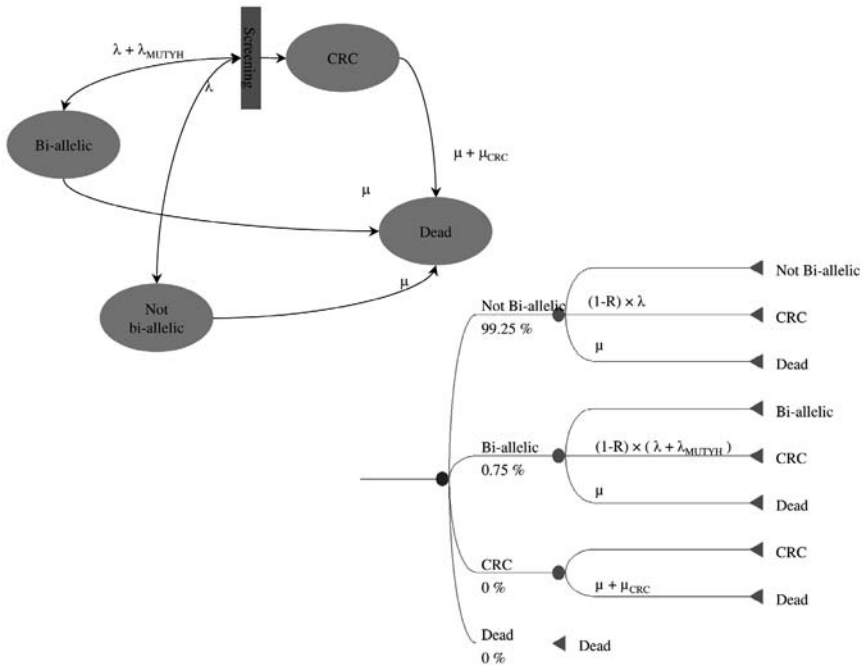 λ + λMUTYH
Screening
CRC
λ
Bi-allelic
μ + μCRC
μ
Dead
μ
Not
bi-allelic
Not Bi-allelic
99.25 %
Not Bi-allelic
(1-R) × λ
CRC
μ
Dead
Bi-allelic
0.75 %
Bi-allelic
(1-R) × ( λ + λMUTYH )
CRC
μ
Dead
CRC
0 %
CRC
μ + μCRC
Dead
Dead
0 %
Dead